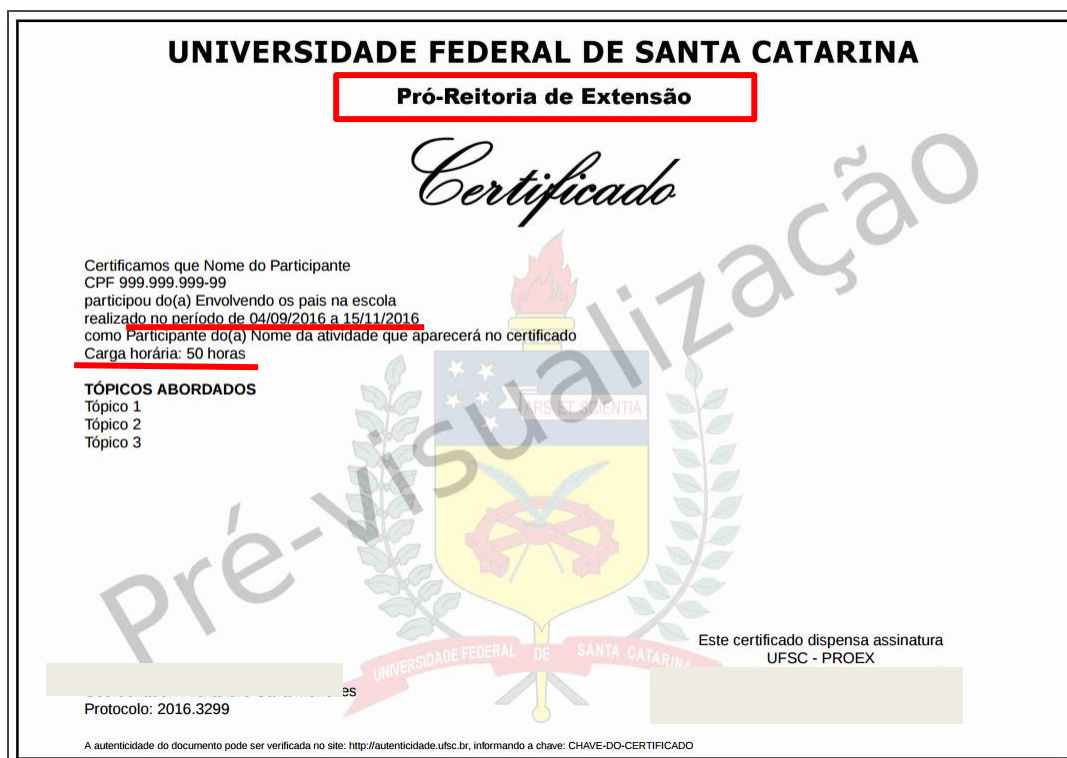 UNIVERSIDADE FEDERAL DE SANTA CATARINA
Pró-Reitoria de Extensão
Certificado
Certificamos que Nome do Participante
CPF 999.999.999-99
participou do(a) Envolvendo os pais na escola
realizado no período de 04/09/2016 a 15/11/2016
como Participante do(a) Nome da atividade que aparecerá no certificado
Carga horária: 50 horas
TÓPICOS ABORDADOS
Tópico 1
Tópico 2
Tópico 3
ARS ET SCIENTIA
Pré-visualização
UNIVERSIDADE FEDERAL DE SANTA CATARINA
Este certificado dispensa assinatura
UFSC - PROEX
Protocolo: 2016.3299
A autenticidade do documento pode ser verificada no site: http://autenticidade.ufsc.br, informando a chave: CHAVE-DO-CERTIFICADO